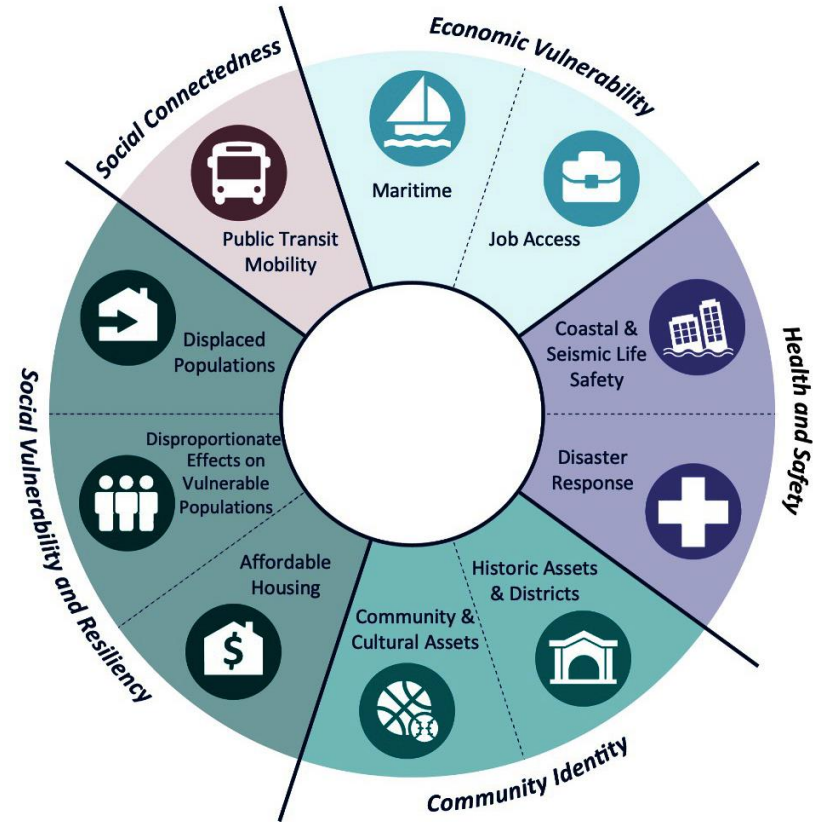 Social Connectedness
Public Transit
Mobility
Economic Vulnerability
Maritime
Job Access
Health and Safety
Coastal &
Seismic Life
Safety
Disaster
Response
Community Identity
Historic Assets
& Districts
Community &
Cultural Assets
Social Vulnerability and Resiliency
Affordable
Housing
$
Disproportionate
Effects on
Vulnerable
Populations
Displaced
Populations